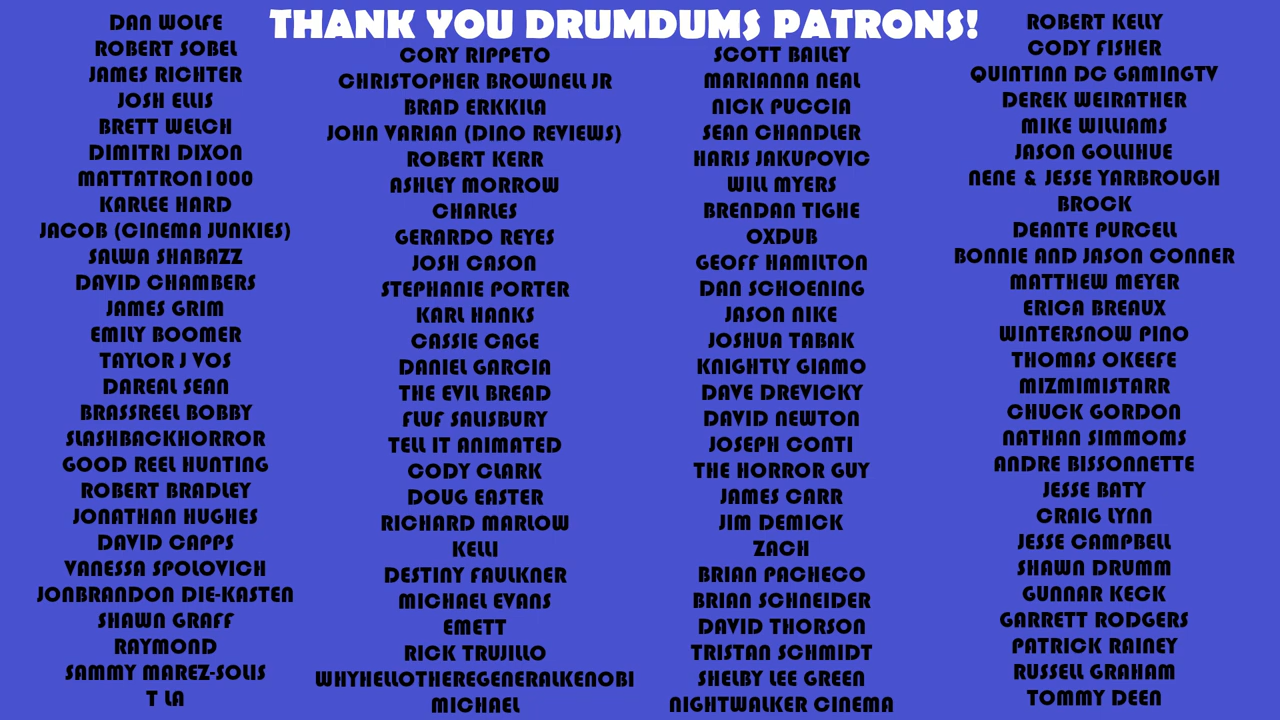 THANK YOU DRUMDUMS PATRONS!
DAN WOLFE
ROBERT SOBEL
JAMES RICHTER
JOSH ELLIS
BRETT WELCH
DIMITRI DIXON
MATTATRON1000
KARLEE HARD
JACOB (CINEMA JUNKIES)
SALWA SHABAZZ
DAVID CHAMBERS
JAMES GRIM
EMILY BOOMER
TAYLOR J VOS
DAREAL SEAN
BRASSREEL BOBBY
SLASHBACKHORROR
GOOD REEL HUNTING
ROBERT BRADLEY
JONATHAN HUGHES
DAVID CAPPS
VANESSA SPOLOVICH
JONBRANDON DIE-KASTEN
SHAWN GRAFF
RAYMOND
SAMMY MAREZ-SOLIS
T LA
CORY RIPPETO
CHRISTOPHER BROWNELL JR
BRAD ERKKILA
JOHN VARIAN (DINO REVIEWS)
ROBERT KERR
ASHLEY MORROW
CHARLES
GERARDO REYES
JOSH CASON
STEPHANIE PORTER
KARL HANKS
CASSIE CAGE
DANIEL GARCIA
THE EVIL BREAD
FLUF SALISBURY
TELL IT ANIMATED
CODY CLARK
DOUG EASTER
RICHARD MARLOW
KELLI
DESTINY FAULKNER
MICHAEL EVANS
EMETT
RICK TRUJILLO
WHYHELLOTHEREGENERALKENOBI
MICHAEL
SCOTT BAILEY
MARIANNA NEAL
NICK PUCCIA
SEAN CHANDLER
HARIS JAKUPOVIC
WILL MYERS
BRENDAN TIGHE
OXDUB
GEOFF HAMILTON
DAN SCHOENING
JASON NIKE
JOSHUA TABAK
KNIGHTLY GIAMO
DAVE DREVICKY
DAVID NEWTON
JOSEPH CONTI
THE HORROR GUY
JAMES CARR
JIM DEMICK
ZACH
BRIAN PACHECO
BRIAN SCHNEIDER
DAVID THORSON
TRISTAN SCHMIDT
SHELBY LEE GREEN
NIGHTWALKER CINEMA
ROBERT KELLY
CODY FISHER
QUINTINN DC GAMINGTV
DEREK WEIRATHER
MIKE WILLIAMS
JASON GOLLIHUE
NENE & JESSE YARBROUGH
BROCK
DEANTE PURCELL
BONNIE AND JASON CONNER
MATTHEW MEYER
ERICA BREAUX
WINTERSNOW PINO
THOMAS OKEEFE
MIZMIMISTARR
CHUCK GORDON
NATHAN SIMMOMS
ANDRE BISSONNETTE
JESSE BATY
CRAIG LYNN
JESSE CAMPBELL
SHAWN DRUMM
GUNNAR KECK
GARRETT RODGERS
PATRICK RAINEY
RUSSELL GRAHAM
TOMMY DEEN